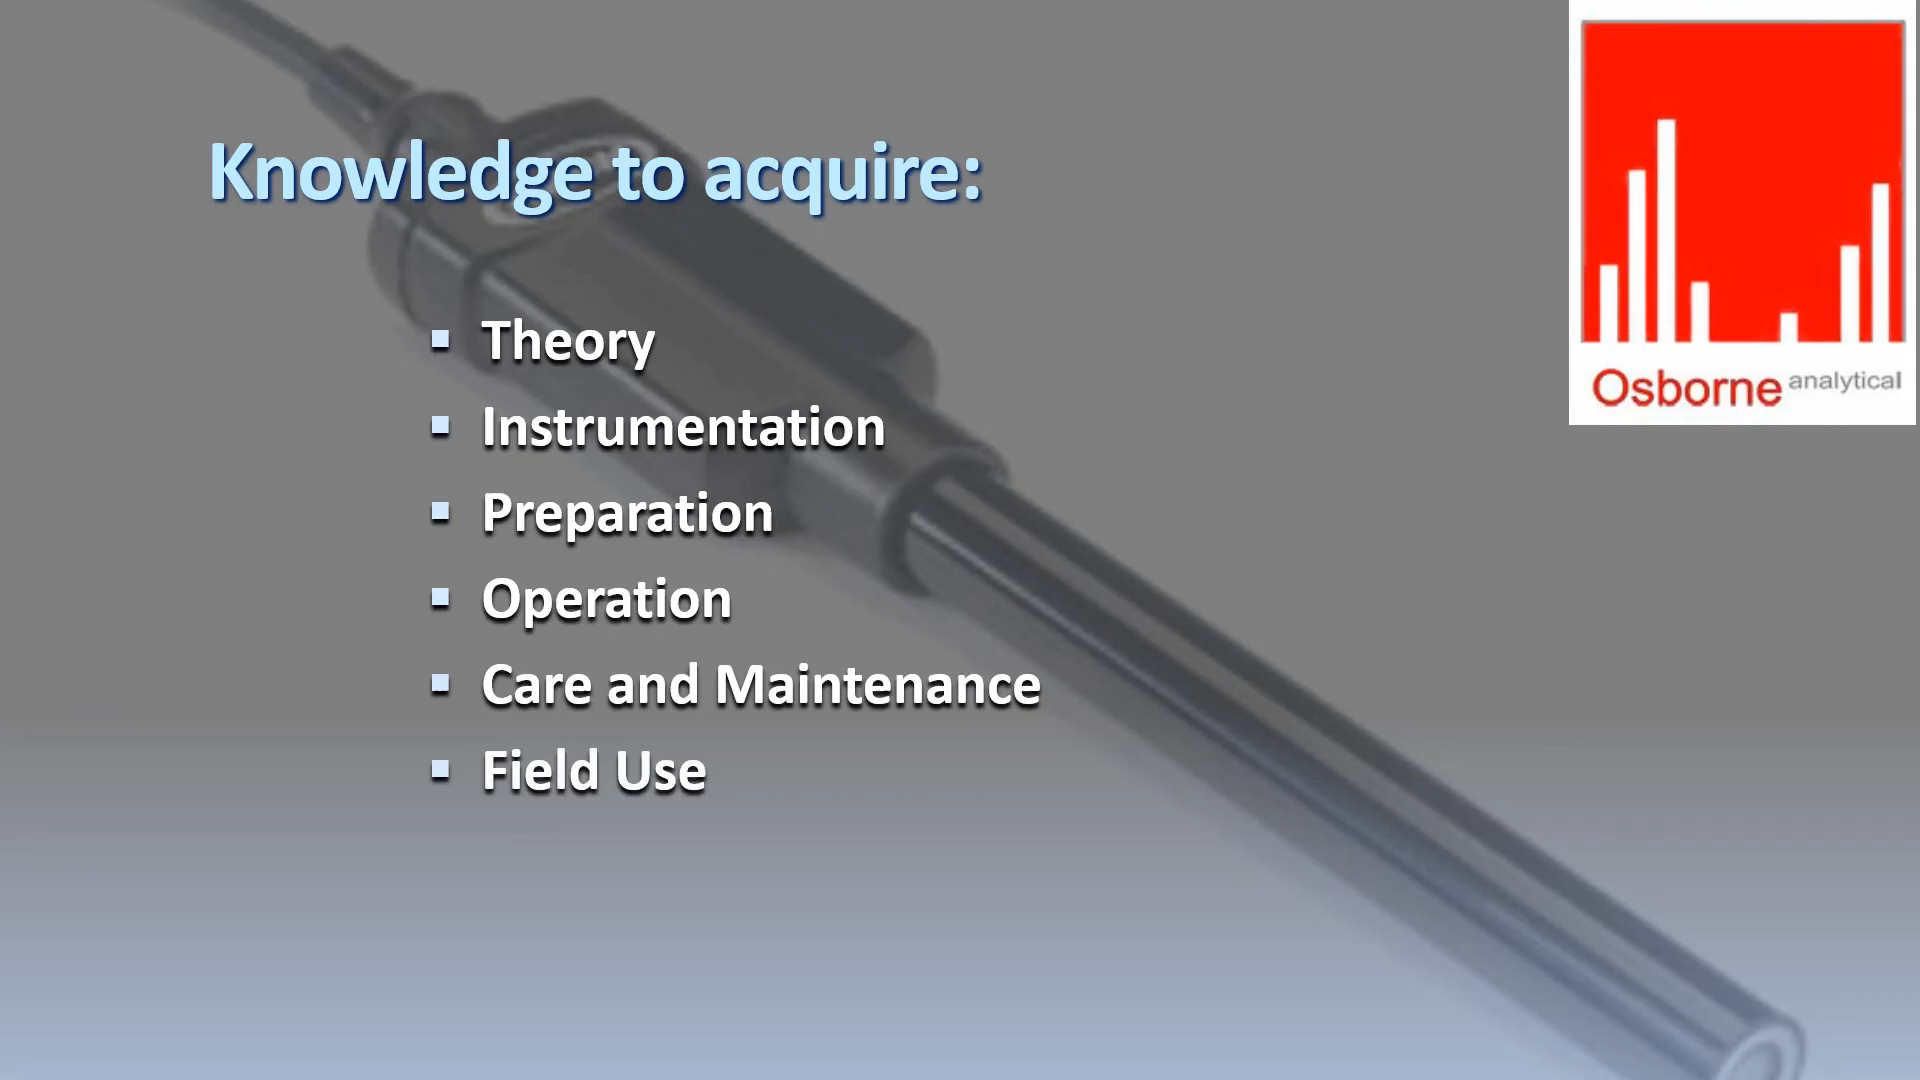 Knowledge to acquire:
Theory
Instrumentation
Preparation
Operation
Care and Maintenance
Field Use
Osborne analytical